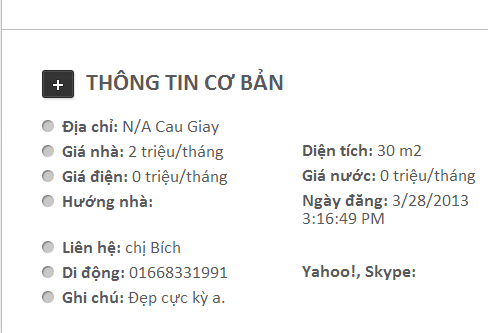 THÔNG TIN CƠ BẢN
Địa chỉ: N/A Cau Giay
Giá nhà: 2 triệu/tháng
Diện tích: 30 m2
Giá điện: 0 triệu/tháng
Giá nước: 0 triệu/tháng
Hướng nhà:
Ngày đăng: 3/28/2013
3:16:49 PM
Liên hệ: chị Bích
Di động: 01668331991
Yahoo!, Skype:
Ghi chú: Đẹp cực kỳ a.